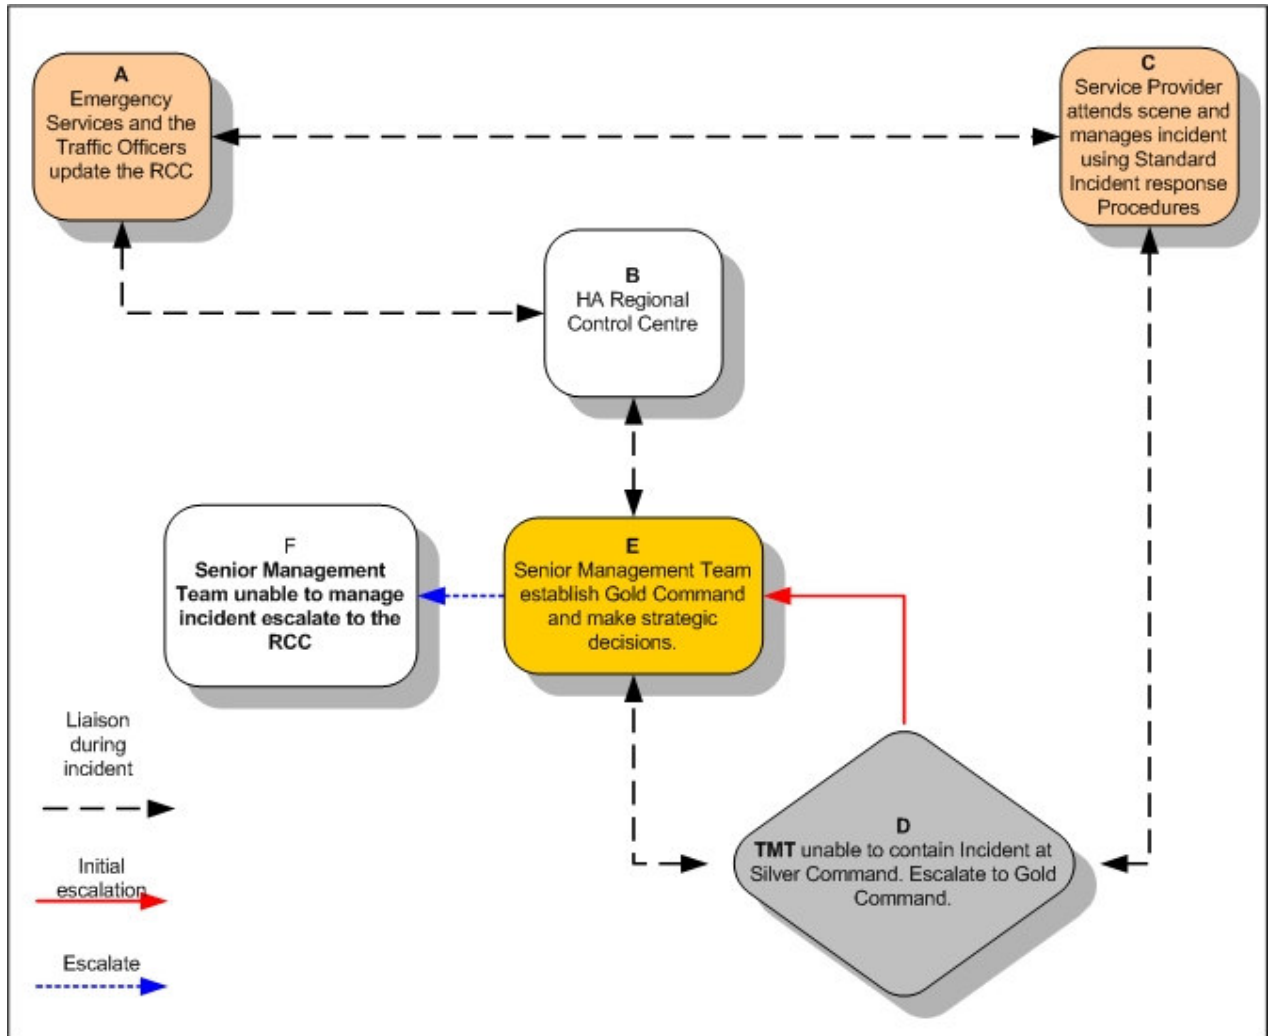 A
Emergency
Services and the
Traffic Officers
update the RCC
C
Service Provider
attends scene and
manages incident
using Standard
Incident response
Procedures
B
HA Regional
Control Centre
F
Senior Management
Team unable to manage
incident escalate to the
RCC
E
Senior Management Team
establish Gold Command
and make strategic
decisions.
D
TMT unable to contain Incident at
Silver Command. Escalate to Gold
Command.
Liaison
during
incident
Initial
escalation
Escalate